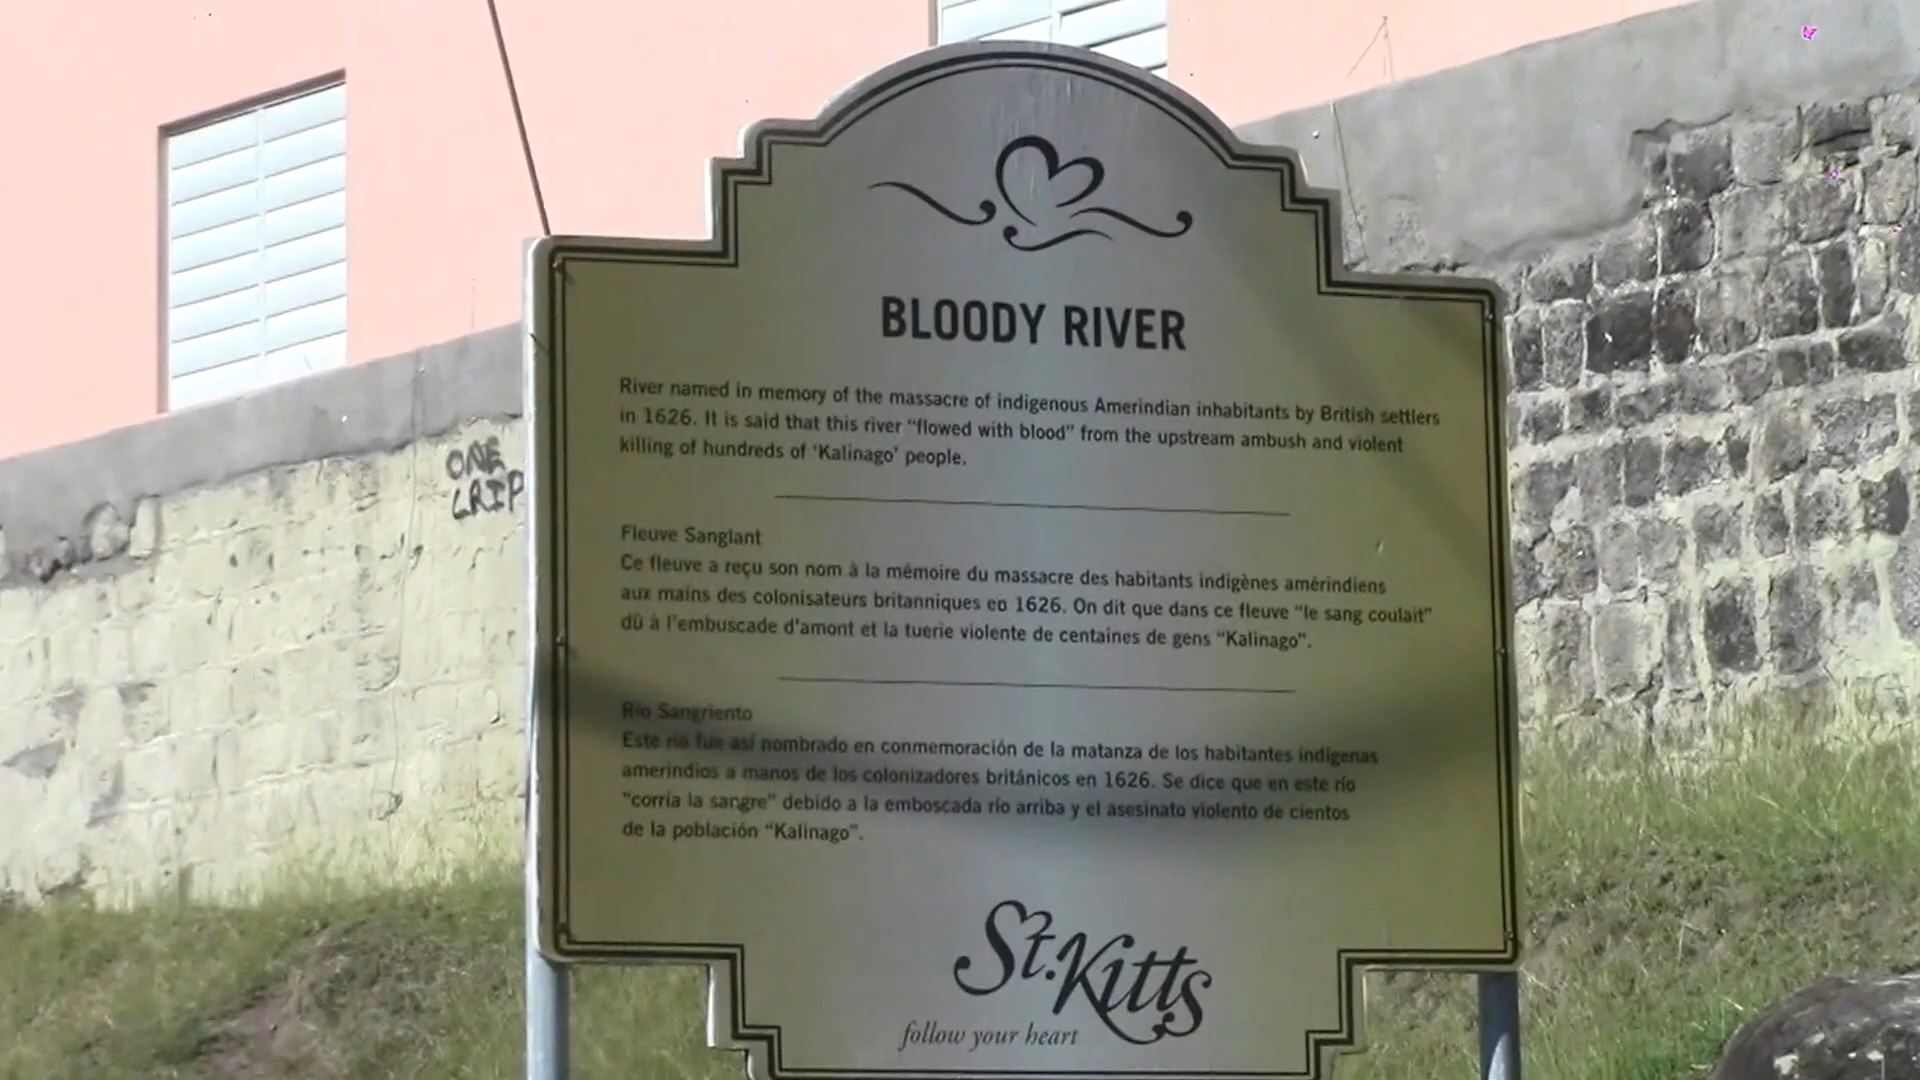 BLOODY RIVER
River named in memory of the massacre of indigenous Amerindian inhabitants by British settlers
in 1626. It is said that this river “flowed with blood” from the upstream ambush and violent
killing of hundreds of ‘Kalinago’ people.
Fleuve Sanglant
Ce fleuve a reçu son nom à la mémoire du massacre des habitants indigènes amérindiens
aux mains des colonisateurs britanniques eo 1626. On dit que dans ce fleuve “le sang coulait”
dû à l'embuscade d'amont et la tuerie violente de centaines de gens “Kalinago”.
Río Sangriento
Este río fue así nombrado en conmemoración de la matanza de los habitantes indígenas
amerindios a manos de los colonizadores británicos en 1626. Se dice que en este río
“corría la sangre” debido a la emboscada río arriba y el asesinato violento de cientos
de la población “Kalinago”.
St. Kitts
follow your heart
ONE
CRIP